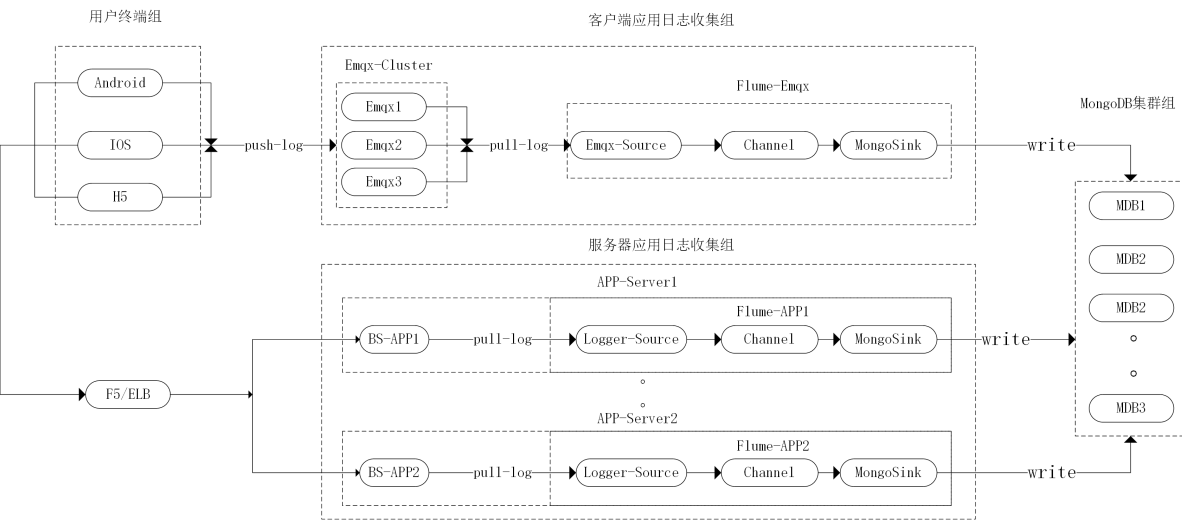 用户终端组
Android
IOS
H5
push-log
客户端应用日志收集组
Emqx-Cluster
Emqx1
Emqx2
Emqx3
pull-log
Flume-Emqx
Emqx-Source
Channel
MongoSink
write
MongoDB集群组
MDB1
MDB2
MDB2
MDB3
服务器应用日志收集组
F5/ELB
APP-Server1
BS-APP1
pull-log
Flume-APP1
Logger-Source
Channel
MongoSink
write
APP-Server2
BS-APP2
pull-log
Flume-APP2
Logger-Source
Channel
MongoSink
write